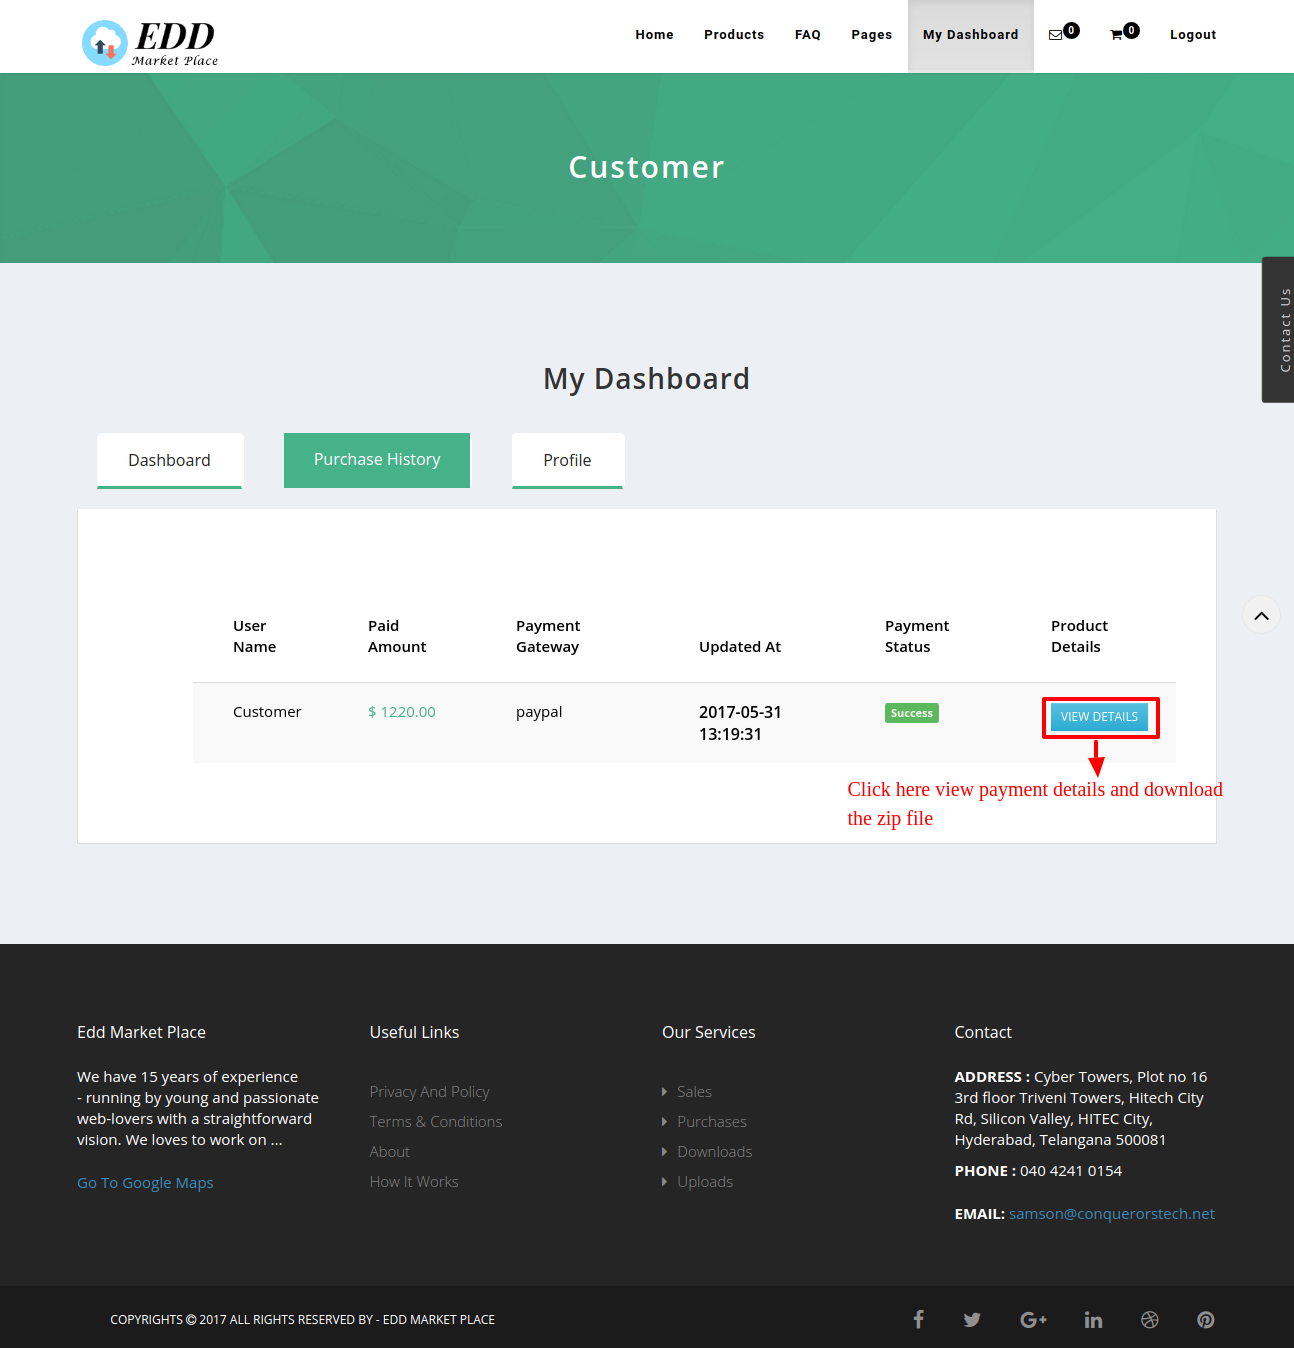 EDD
Market Place
Home Products FAQ Pages My Dashboard 0 0 Logout
Customer
Contact Us
My Dashboard
Dashboard Purchase History Profile
User Name Paid Amount Payment Gateway Updated At Payment Status Product Details
Customer $ 1220.00 paypal 2017-05-31 13:19:31 Success VIEW DETAILS
Click here view payment details and download
the zip file
Edd Market Place
We have 15 years of experience
- running by young and passionate
web-lovers with a straightforward
vision. We loves to work on ...
Go To Google Maps
Useful Links
Privacy And Policy
Terms & Conditions
About
How It Works
Our Services
Sales
Purchases
Downloads
Uploads
Contact
ADDRESS : Cyber Towers, Plot no 16
3rd floor Triveni Towers, Hitech City
Rd, Silicon Valley, HITEC City,
Hyderabad, Telangana 500081
PHONE : 040 4241 0154
EMAIL: samson@conquerorstech.net
COPYRIGHTS © 2017 ALL RIGHTS RESERVED BY - EDD MARKET PLACE